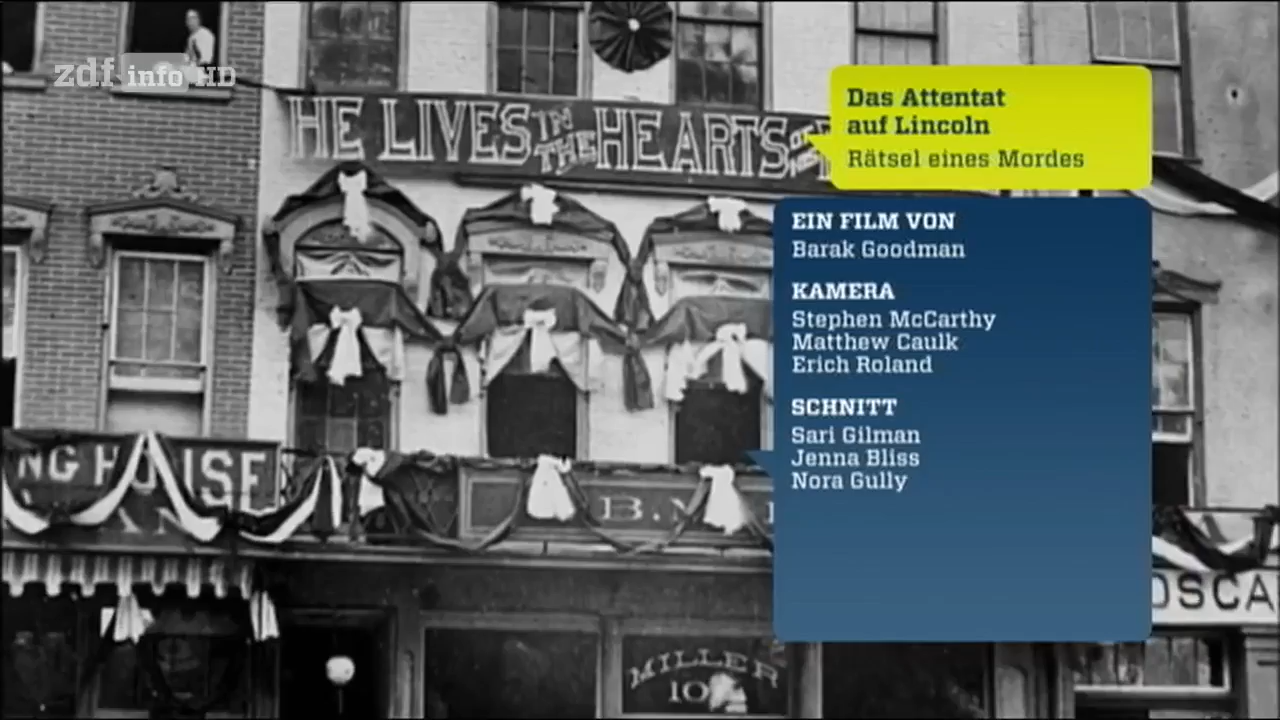 zdf info HD
HE LIVES IN THE HEARTS OF HIS
Das Attentat
auf Lincoln
Rätsel eines Mordes
EIN FILM VON
Barak Goodman
KAMERA
Stephen McCarthy
Matthew Caulk
Erich Roland
SCHNITT
Sari Gilman
Jenna Bliss
Nora Gully
NG HOUSE
B.
OSCA
MILLER